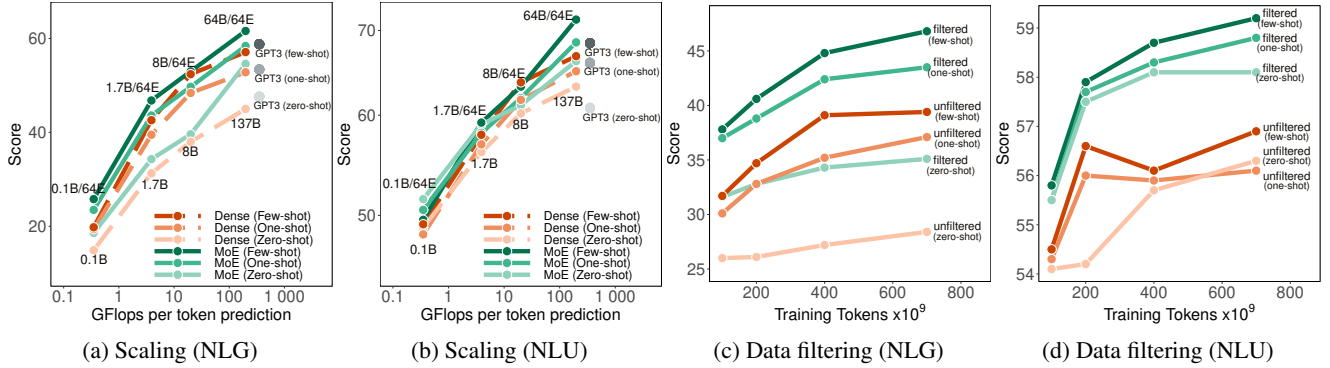 Score
60
40
20
0.1
1
10
100
1 000
GFlops per token prediction
64B/64E
8B/64E
1.7B/64E
0.1B/64E
GPT3 (few-shot)
GPT3 (one-shot)
GPT3 (zero-shot)
137B
8B
1.7B
0.1B
Dense (Few-shot)
Dense (One-shot)
Dense (Zero-shot)
MoE (Few-shot)
MoE (One-shot)
MoE (Zero-shot)
(a) Scaling (NLG)
Score
70
60
50
0.1
1
10
100
1 000
GFlops per token prediction
64B/64E
8B/64E
1.7B/64E
0.1B/64E
GPT3 (few-shot)
GPT3 (one-shot)
GPT3 (zero-shot)
137B
8B
1.7B
0.1B
Dense (Few-shot)
Dense (One-shot)
Dense (Zero-shot)
MoE (Few-shot)
MoE (One-shot)
MoE (Zero-shot)
(b) Scaling (NLU)
Score
45
40
35
30
25
200
400
600
800
Training Tokens x10⁹
filtered
(few-shot)
filtered
(one-shot)
unfiltered
(few-shot)
unfiltered
(one-shot)
filtered
(zero-shot)
unfiltered
(zero-shot)
(c) Data filtering (NLG)
Score
59
58
57
56
55
54
200
400
600
800
Training Tokens x10⁹
filtered
(few-shot)
filtered
(one-shot)
filtered
(zero-shot)
unfiltered
(few-shot)
unfiltered
(zero-shot)
unfiltered
(one-shot)
(d) Data filtering (NLU)